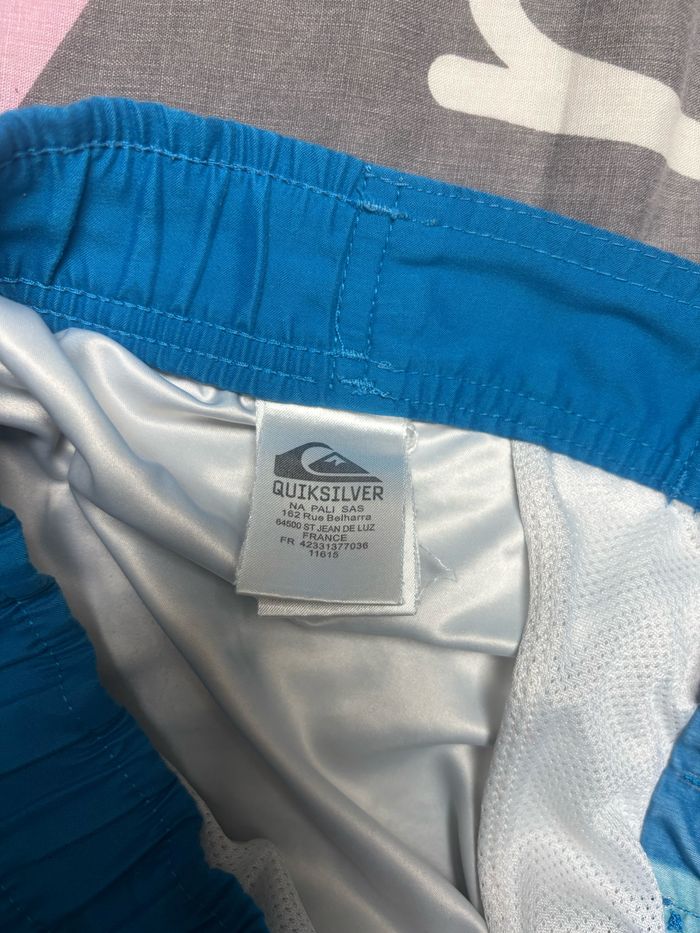 QUIKSILVER
NA PALI SAS
162 Rue Belharra
64500 ST JEAN DE LUZ
FRANCE
FR 42331377036
11615